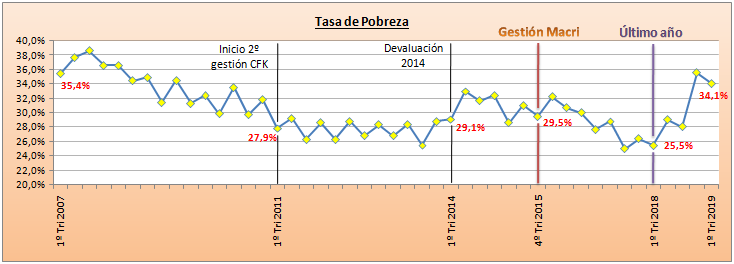 Tasa de Pobreza
Gestión Macri
Último año
Inicio 2º
gestión CFK
Devaluación
2014
40,0%
38,0%
36,0%
34,0%
32,0%
30,0%
28,0%
26,0%
24,0%
22,0%
20,0%
35,4%
27,9%
29,1%
29,5%
25,5%
34,1%
1º Tri 2007
1º Tri 2011
1º Tri 2014
4º Tri 2015
1º Tri 2018
1º Tri 2019